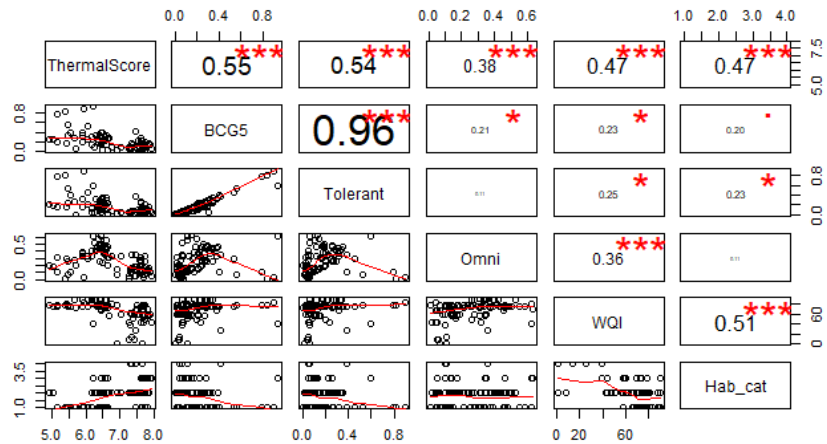 0.0 0.4 0.8
0.0 0.2 0.4 0.6
1.0 2.0 3.0 4.0
ThermalScore 0.55 *** 0.54 *** 0.38 *** 0.47 *** 0.47 *** 5.0 7.5
0.0 0.8 BCG5 0.96 *** 0.21 * 0.23 * 0.20 .
Tolerant 0.11 0.25 * 0.23 * 0.0 0.8
0.0 0.5 Omni 0.36 *** 0.11
WQI 0.51 *** 0 60
1.0 3.5 Hab_cat
5.0 6.0 7.0 8.0
0.0 0.4 0.8
0 20 60